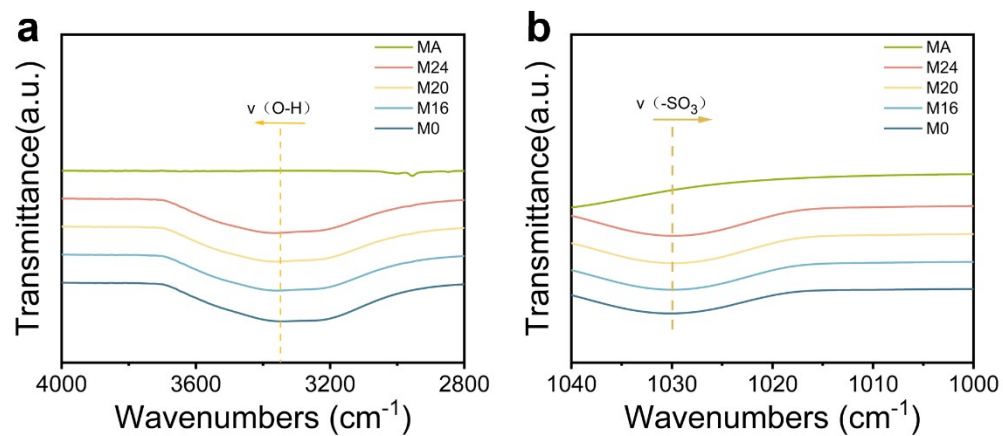 a
MA
M24
M20
M16
M0
ν（O-H）
Transmittance(a.u.)
4000 3600 3200 2800
Wavenumbers (cm⁻¹)
b
MA
M24
M20
M16
M0
ν（-SO₃）
Transmittance(a.u.)
1040 1030 1020 1010 1000
Wavenumbers (cm⁻¹)